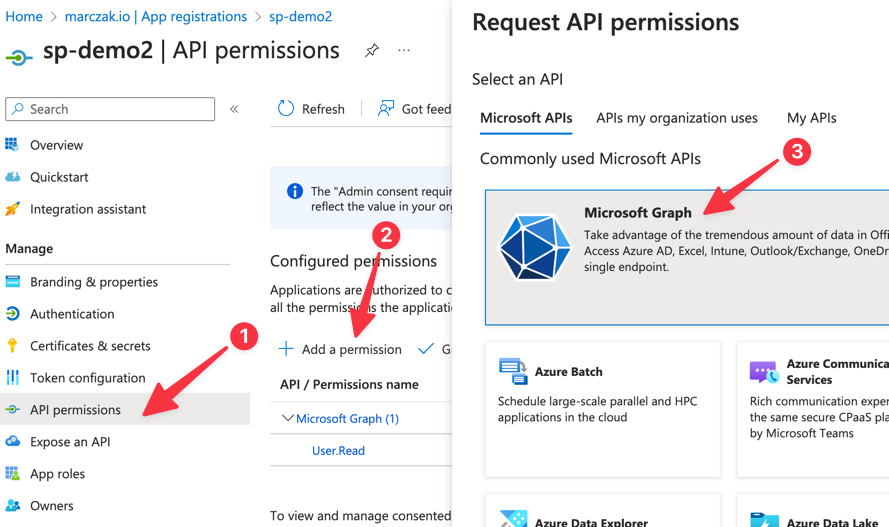 Home > marczak.io | App registrations > sp-demo2
sp-demo2 | API permissions
Search
«
Overview
Quickstart
Integration assistant
Manage
Branding & properties
Authentication
Certificates & secrets
Token configuration
API permissions
Expose an API
App roles
Owners
1
Refresh
Got feed
The "Admin consent requir
reflect the value in your org
2
Configured permissions
Applications are authorized to c
all the permissions the applicati
Add a permission
G
API / Permissions name
Microsoft Graph (1)
User.Read
To view and manage consented
Request API permissions
Select an API
Microsoft APIs
APIs my organization uses
My APIs
Commonly used Microsoft APIs
3
Microsoft Graph
Take advantage of the tremendous amount of data in Offi
Access Azure AD, Excel, Intune, Outlook/Exchange, OneDr
single endpoint.
Azure Batch
Schedule large-scale parallel and HPC
applications in the cloud
Azure Communica
Services
Rich communication exper
the same secure CPaaS pla
by Microsoft Teams
Azure Data Explorer
Azure Data Lake